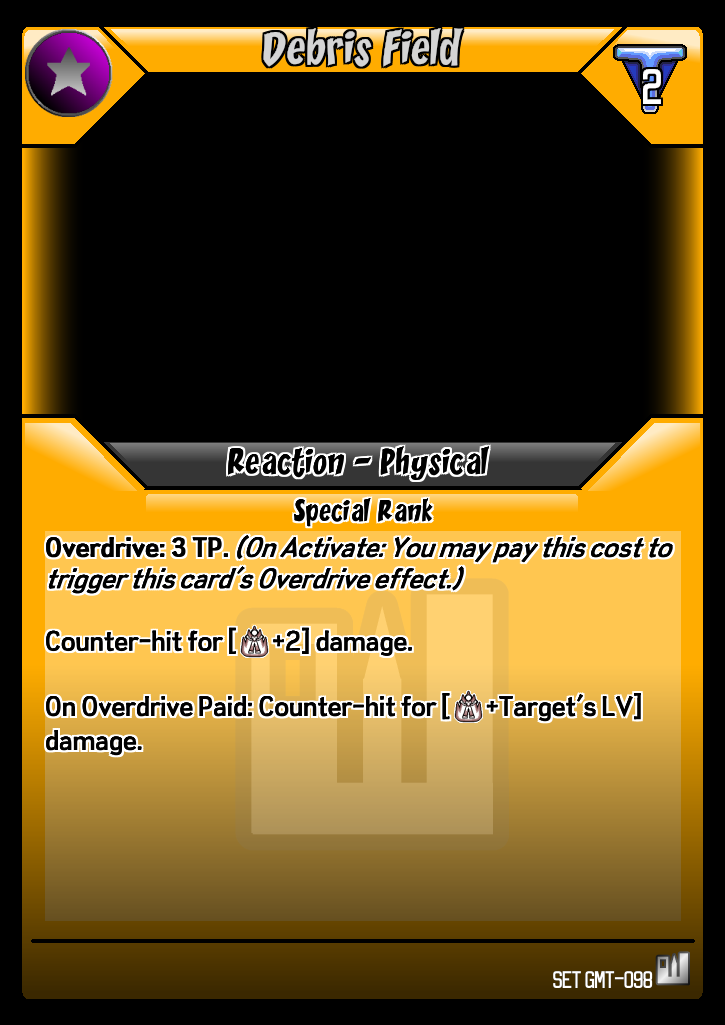 Debris Field
2
Reaction - Physical
Special Rank
Overdrive: 3 TP. (On Activate: You may pay this cost to
trigger this card's Overdrive effect.)
Counter-hit for [ +2] damage.
On Overdrive Paid: Counter-hit for [ +Target's LV]
damage.
SET GMT-098